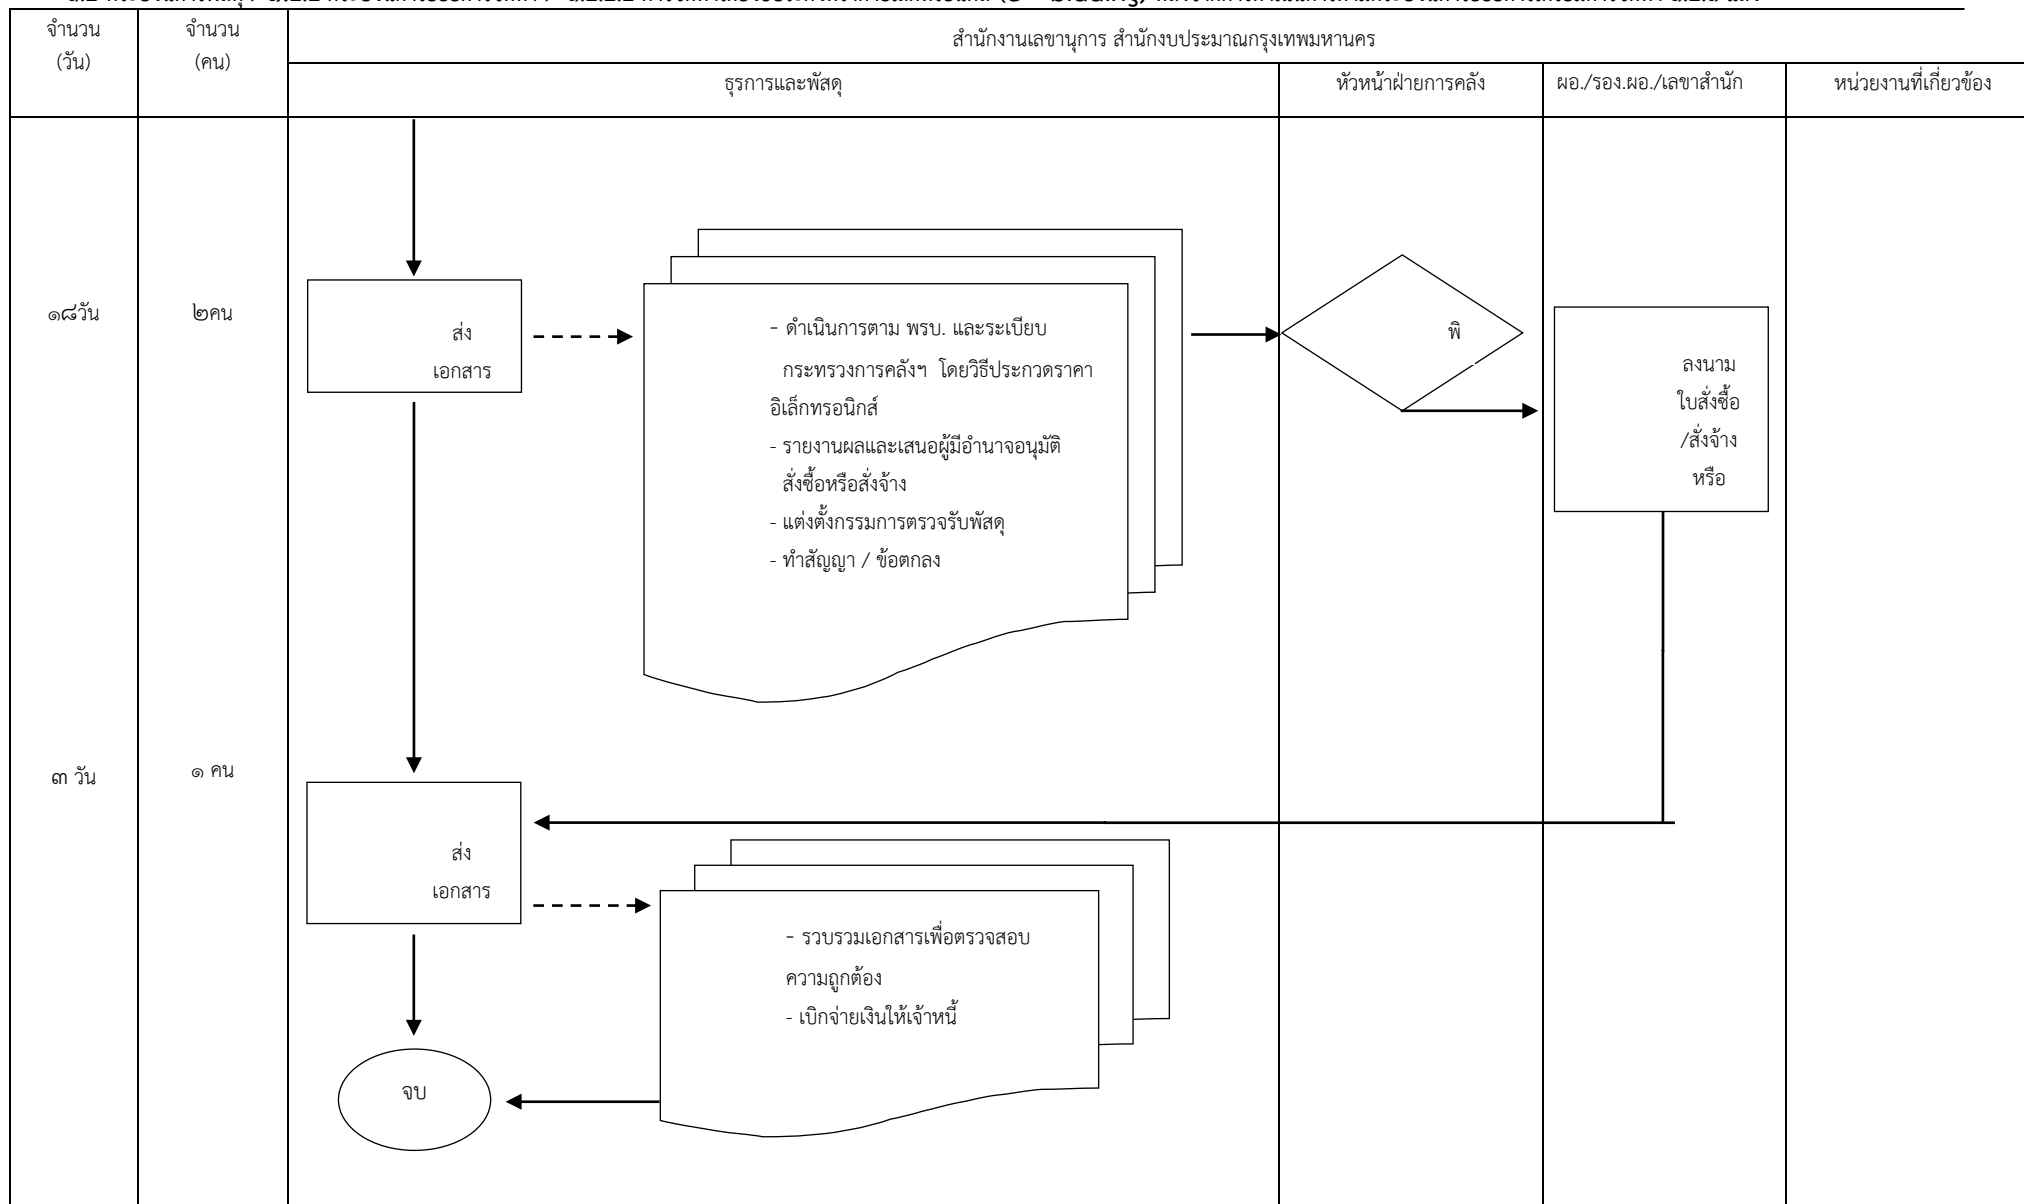 จำนวน
(วัน)
จำนวน
(คน)
สำนักงานเลขานุการ สำนักงบประมาณกรุงเทพมหานคร
ธุรการและพัสดุ
หัวหน้าฝ่ายการคลัง
ผอ./รอง.ผอ./เลขาสำนัก
หน่วยงานที่เกี่ยวข้อง
๑๘วัน
๒คน
ส่ง
เอกสาร
- ดำเนินการตาม พรบ. และระเบียบ
กระทรวงการคลังฯ โดยวิธีประกวดราคา
อิเล็กทรอนิกส์
- รายงานผลและเสนอผู้มีอำนาจอนุมัติ
สั่งซื้อหรือสั่งจ้าง
- แต่งตั้งกรรมการตรวจรับพัสดุ
- ทำสัญญา / ข้อตกลง
พิ
ลงนาม
ใบสั่งซื้อ
/สั่งจ้าง
หรือ
๓ วัน
๑ คน
ส่ง
เอกสาร
- รวบรวมเอกสารเพื่อตรวจสอบ
ความถูกต้อง
- เบิกจ่ายเงินให้เจ้าหนี้
จบ